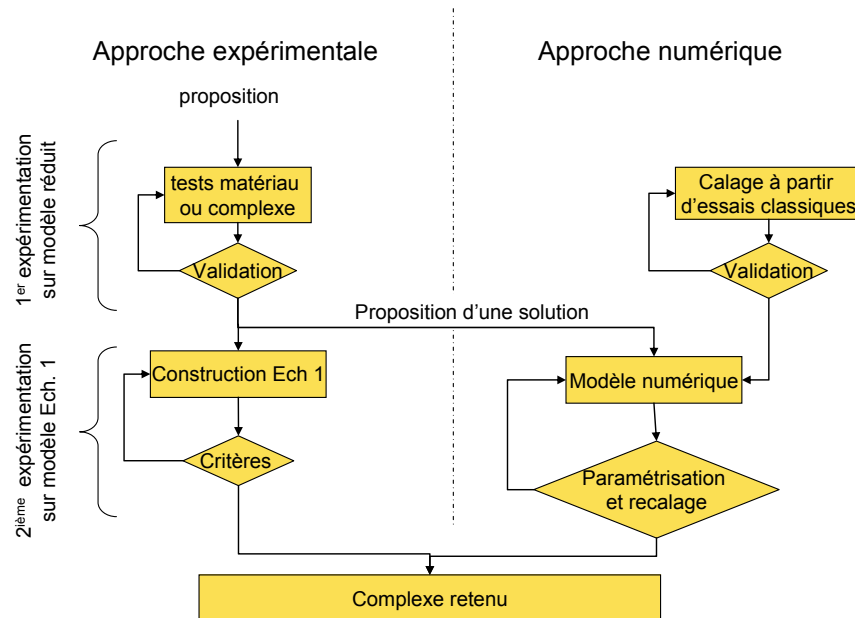 Approche expérimentale
Approche numérique
proposition
1er expérimentation
sur modèle réduit
tests matériau
ou complexe
Calage à partir
d'essais classiques
Validation
Validation
Proposition d'une solution
2ième expérimentation
sur modèle Ech. 1
Construction Ech 1
Modèle numérique
Critères
Paramétrisation
et recalage
Complexe retenu